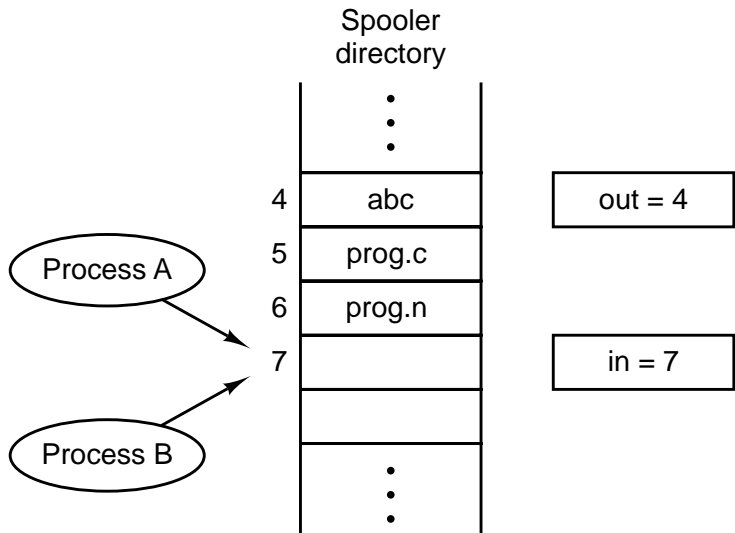 Spooler
directory
4 abc out = 4
5 prog.c
Process A
6 prog.n
7 in = 7
Process B